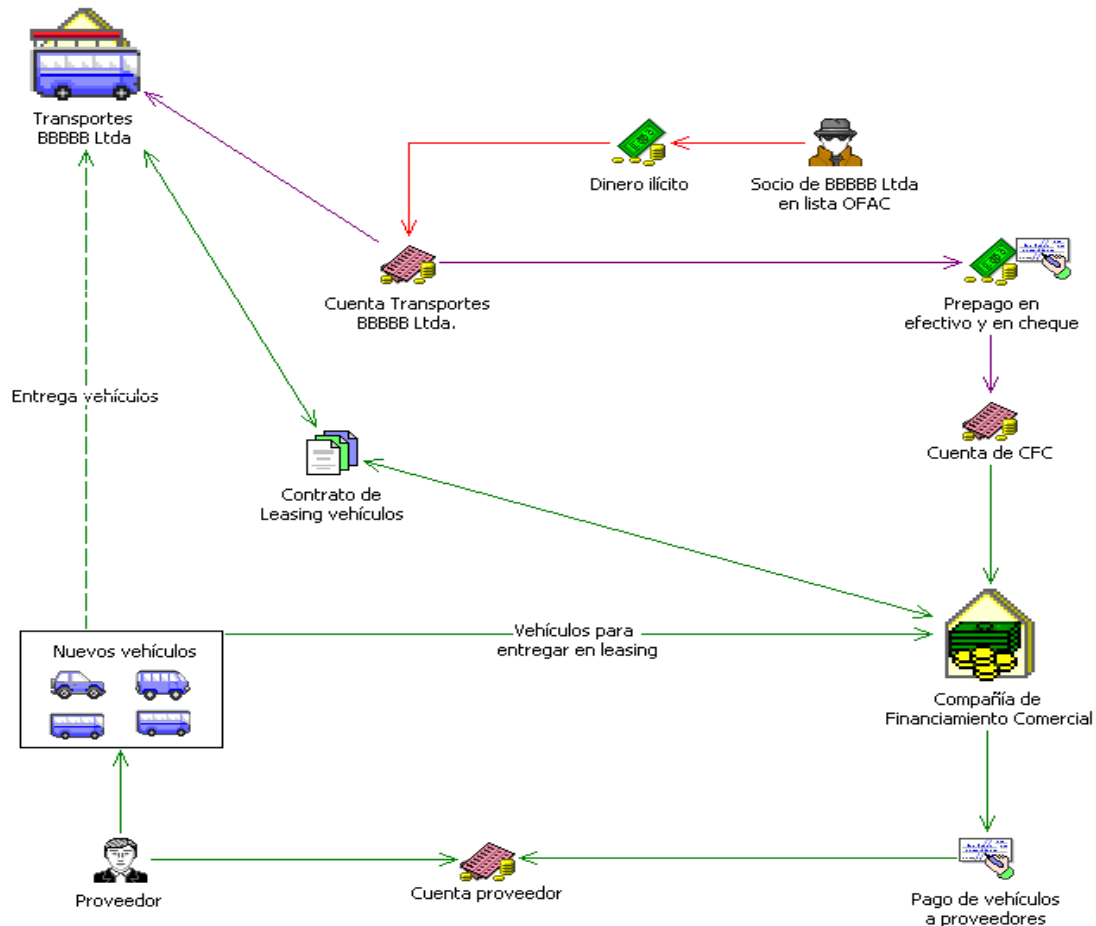 Transportes
BBBBB Ltda
Dinero ilícito
Socio de BBBBB Ltda
en lista OFAC
Cuenta Transportes
BBBBB Ltda.
Prepago en
efectivo y en cheque
Entrega vehículos
Cuenta de CFC
Contrato de
Leasing vehículos
Vehículos para
entregar en leasing
Nuevos vehículos
Compañía de
Financiamiento Comercial
Proveedor
Cuenta proveedor
Pago de vehículos
a proveedores